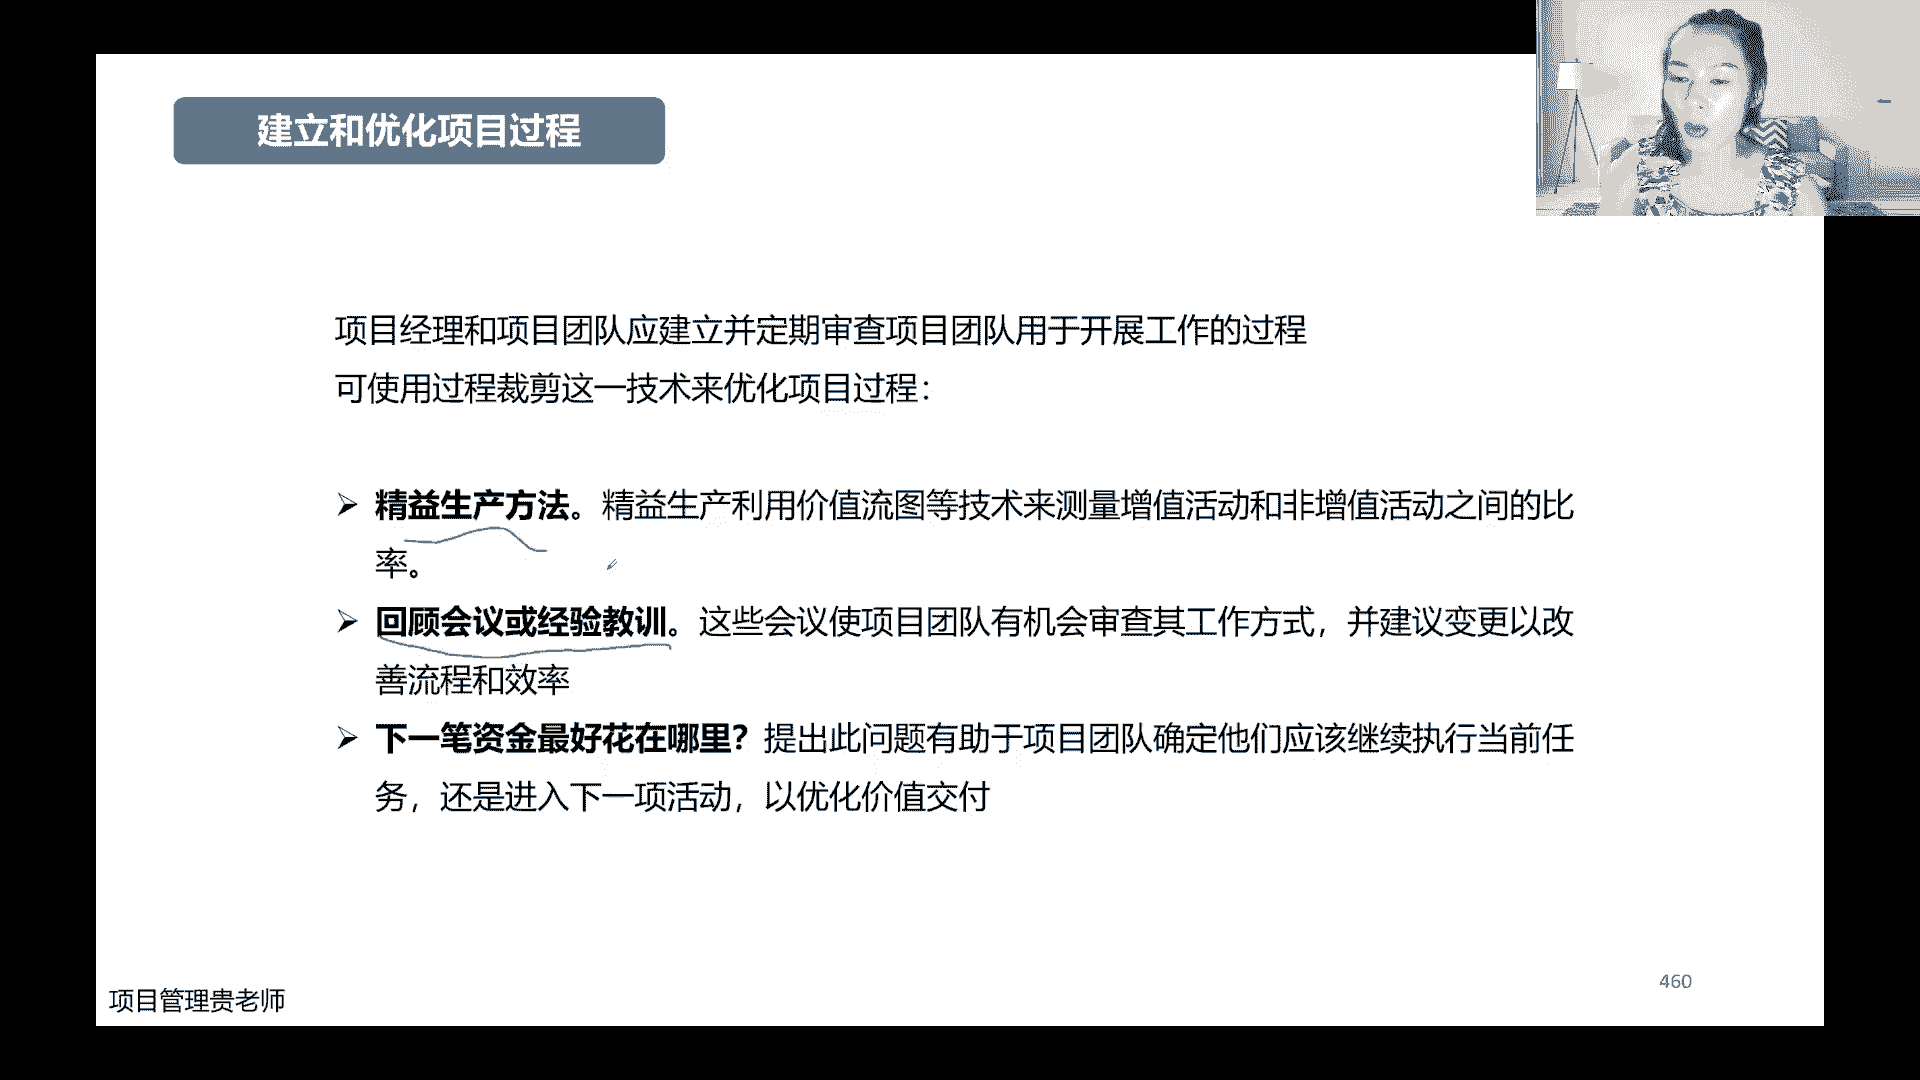 建立和优化项目过程
项目经理和项目团队应建立并定期审查项目团队用于开展工作的过程
可使用过程裁剪这一技术来优化项目过程：
➢ 精益生产方法。精益生产利用价值流图等技术来测量增值活动和非增值活动之间的比
率。
➢ 回顾会议或经验教训。这些会议使项目团队有机会审查其工作方式，并建议变更以改
善流程和效率
➢ 下一笔资金最好花在哪里？提出此问题有助于项目团队确定他们应该继续执行当前任
务，还是进入下一项活动，以优化价值交付
460
项目管理贵老师